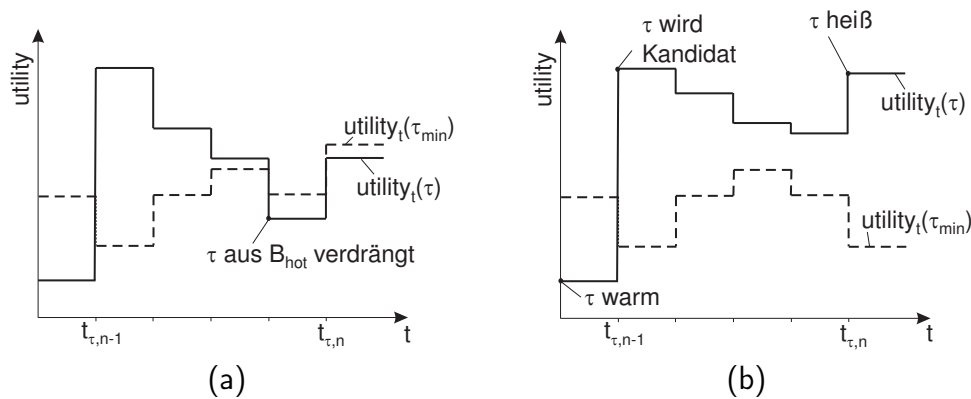 utility
utility_t(τ_min)
utility_t(τ)
τ aus B_hot verdrängt
t_τ,n-1
t_τ,n
t
(a)
utility
τ wird
Kandidat
τ heiß
utility_t(τ)
utility_t(τ_min)
τ warm
t_τ,n-1
t_τ,n
t
(b)